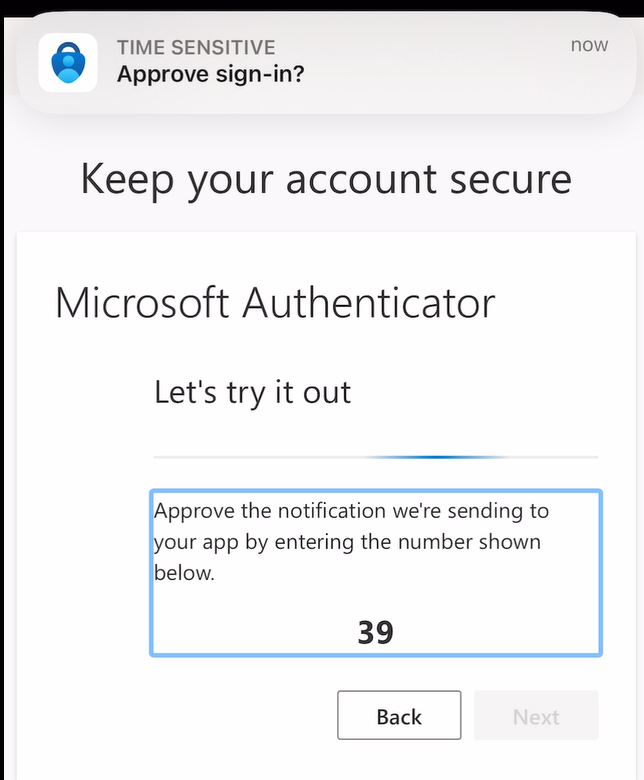 TIME SENSITIVE
now
Approve sign-in?
Keep your account secure
Microsoft Authenticator
Let's try it out
Approve the notification we're sending to
your app by entering the number shown
below.
39
Back
Next